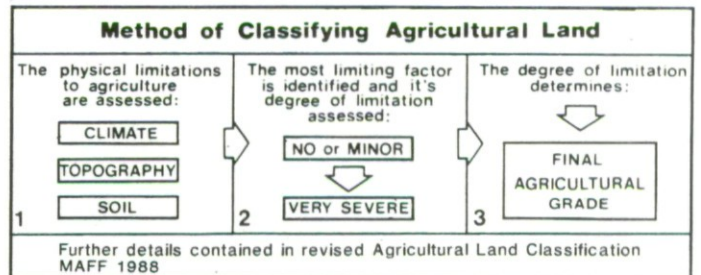 Method of Classifying Agricultural Land
The physical limitations
to agriculture
are assessed:
CLIMATE
TOPOGRAPHY
SOIL
1
The most limiting factor
is identified and it's
degree of limitation
assessed:
NO or MINOR
VERY SEVERE
2
The degree of limitation
determines:
FINAL
AGRICULTURAL
GRADE
3
Further details contained in revised Agricultural Land Classification
MAFF 1988